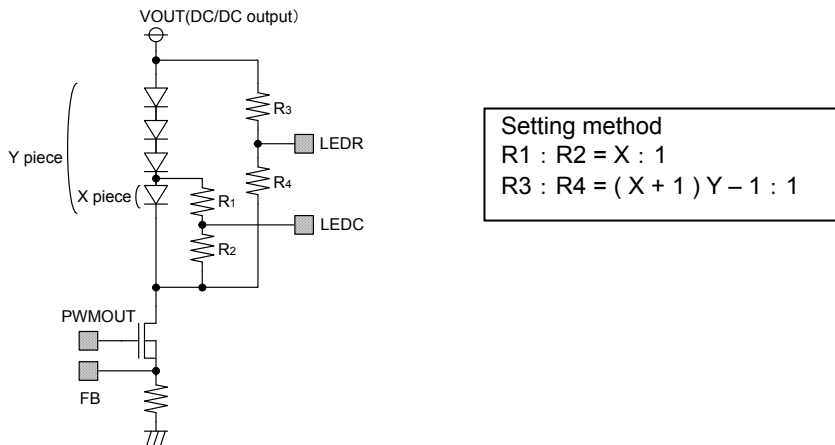 VOUT(DC/DC output）
R3
LEDR
Y piece
R4
X piece
R1
LEDC
R2
PWMOUT
FB
Setting method
R1 : R2 = X : 1
R3 : R4 = ( X + 1 ) Y – 1 : 1